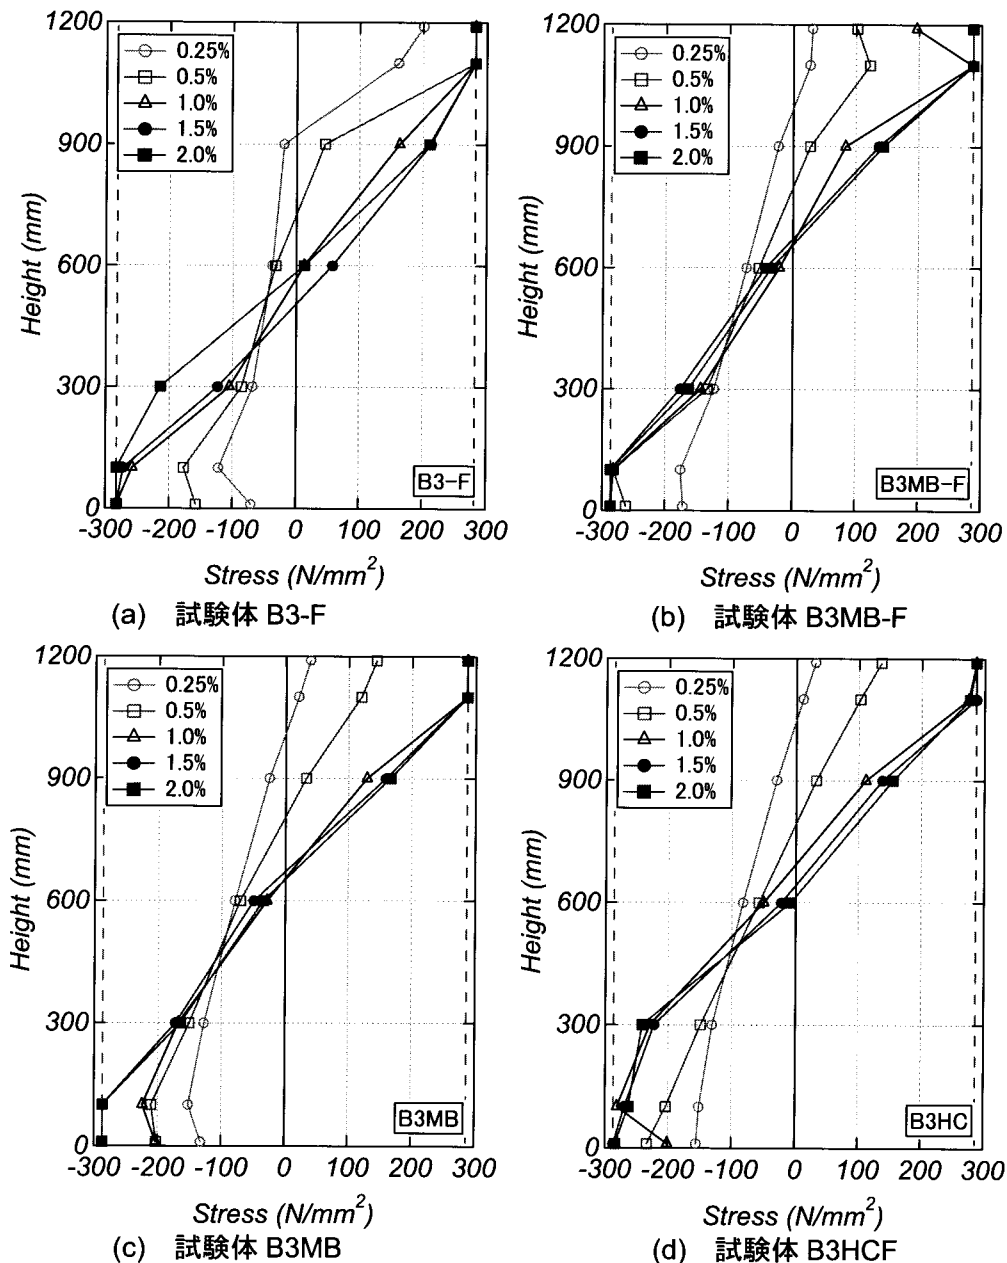 1200
900
600
300
0
Height (mm)
0.25%
0.5%
1.0%
1.5%
2.0%
B3-F
-300 -200 -100 0 100 200 300
Stress (N/mm²)
(a) 試験体 B3-F
1200
900
600
300
0
Height (mm)
0.25%
0.5%
1.0%
1.5%
2.0%
B3MB-F
-300 -200 -100 0 100 200 300
Stress (N/mm²)
(b) 試験体 B3MB-F
1200
900
600
300
0
Height (mm)
0.25%
0.5%
1.0%
1.5%
2.0%
B3MB
-300 -200 -100 0 100 200 300
Stress (N/mm²)
(c) 試験体 B3MB
1200
900
600
300
0
Height (mm)
0.25%
0.5%
1.0%
1.5%
2.0%
B3HC
-300 -200 -100 0 100 200 300
Stress (N/mm²)
(d) 試験体 B3HCF